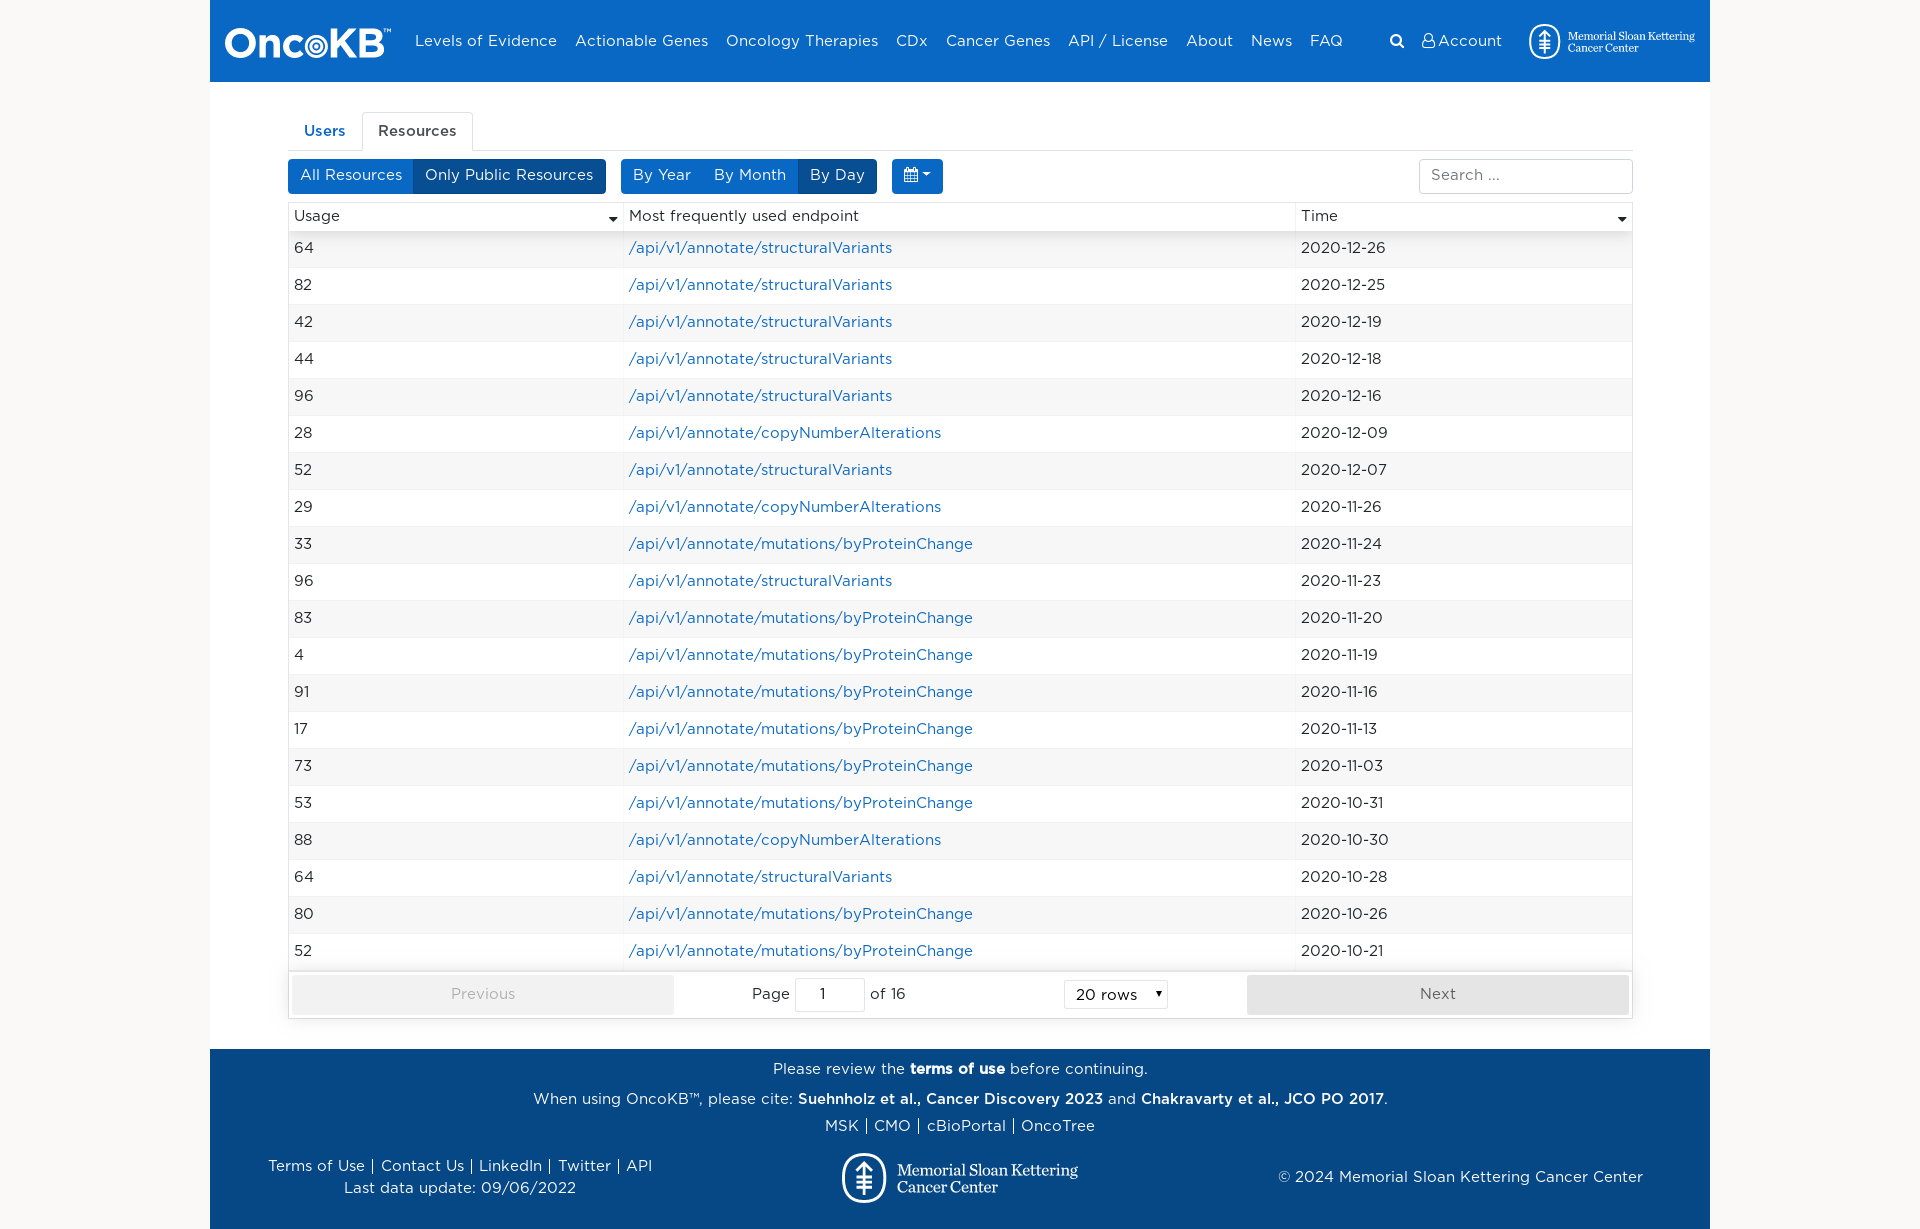 OncoKB™ Levels of Evidence Actionable Genes Oncology Therapies CDx Cancer Genes API / License About News FAQ Account Memorial Sloan Kettering
Cancer Center
Users Resources
All Resources Only Public Resources By Year By Month By Day Search ...
Usage Most frequently used endpoint Time
64 /api/v1/annotate/structuralVariants 2020-12-26
82 /api/v1/annotate/structuralVariants 2020-12-25
42 /api/v1/annotate/structuralVariants 2020-12-19
44 /api/v1/annotate/structuralVariants 2020-12-18
96 /api/v1/annotate/structuralVariants 2020-12-16
28 /api/v1/annotate/copyNumberAlterations 2020-12-09
52 /api/v1/annotate/structuralVariants 2020-12-07
29 /api/v1/annotate/copyNumberAlterations 2020-11-26
33 /api/v1/annotate/mutations/byProteinChange 2020-11-24
96 /api/v1/annotate/structuralVariants 2020-11-23
83 /api/v1/annotate/mutations/byProteinChange 2020-11-20
4 /api/v1/annotate/mutations/byProteinChange 2020-11-19
91 /api/v1/annotate/mutations/byProteinChange 2020-11-16
17 /api/v1/annotate/mutations/byProteinChange 2020-11-13
73 /api/v1/annotate/mutations/byProteinChange 2020-11-03
53 /api/v1/annotate/mutations/byProteinChange 2020-10-31
88 /api/v1/annotate/copyNumberAlterations 2020-10-30
64 /api/v1/annotate/structuralVariants 2020-10-28
80 /api/v1/annotate/mutations/byProteinChange 2020-10-26
52 /api/v1/annotate/mutations/byProteinChange 2020-10-21
Previous Page 1 of 16 20 rows Next
Please review the terms of use before continuing.
When using OncoKB™, please cite: Suehnholz et al., Cancer Discovery 2023 and Chakravarty et al., JCO PO 2017.
MSK | CMO | cBioPortal | OncoTree
Terms of Use | Contact Us | LinkedIn | Twitter | API
Last data update: 09/06/2022
Memorial Sloan Kettering
Cancer Center
© 2024 Memorial Sloan Kettering Cancer Center